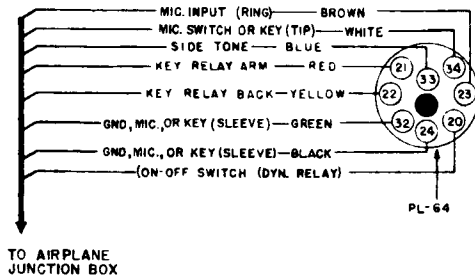 MIC. INPUT (RING) BROWN
MIC. SWITCH OR KEY (TIP) WHITE
SIDE TONE - BLUE
KEY RELAY ARM RED
KEY RELAY BACK - YELLOW
GND, MIC., OR KEY (SLEEVE) - GREEN
GND, MIC., OR KEY (SLEEVE) - BLACK
(ON-OFF SWITCH (DYN. RELAY)
21
33
34
22
23
32
24
20
PL-64
TO AIRPLANE
JUNCTION BOX